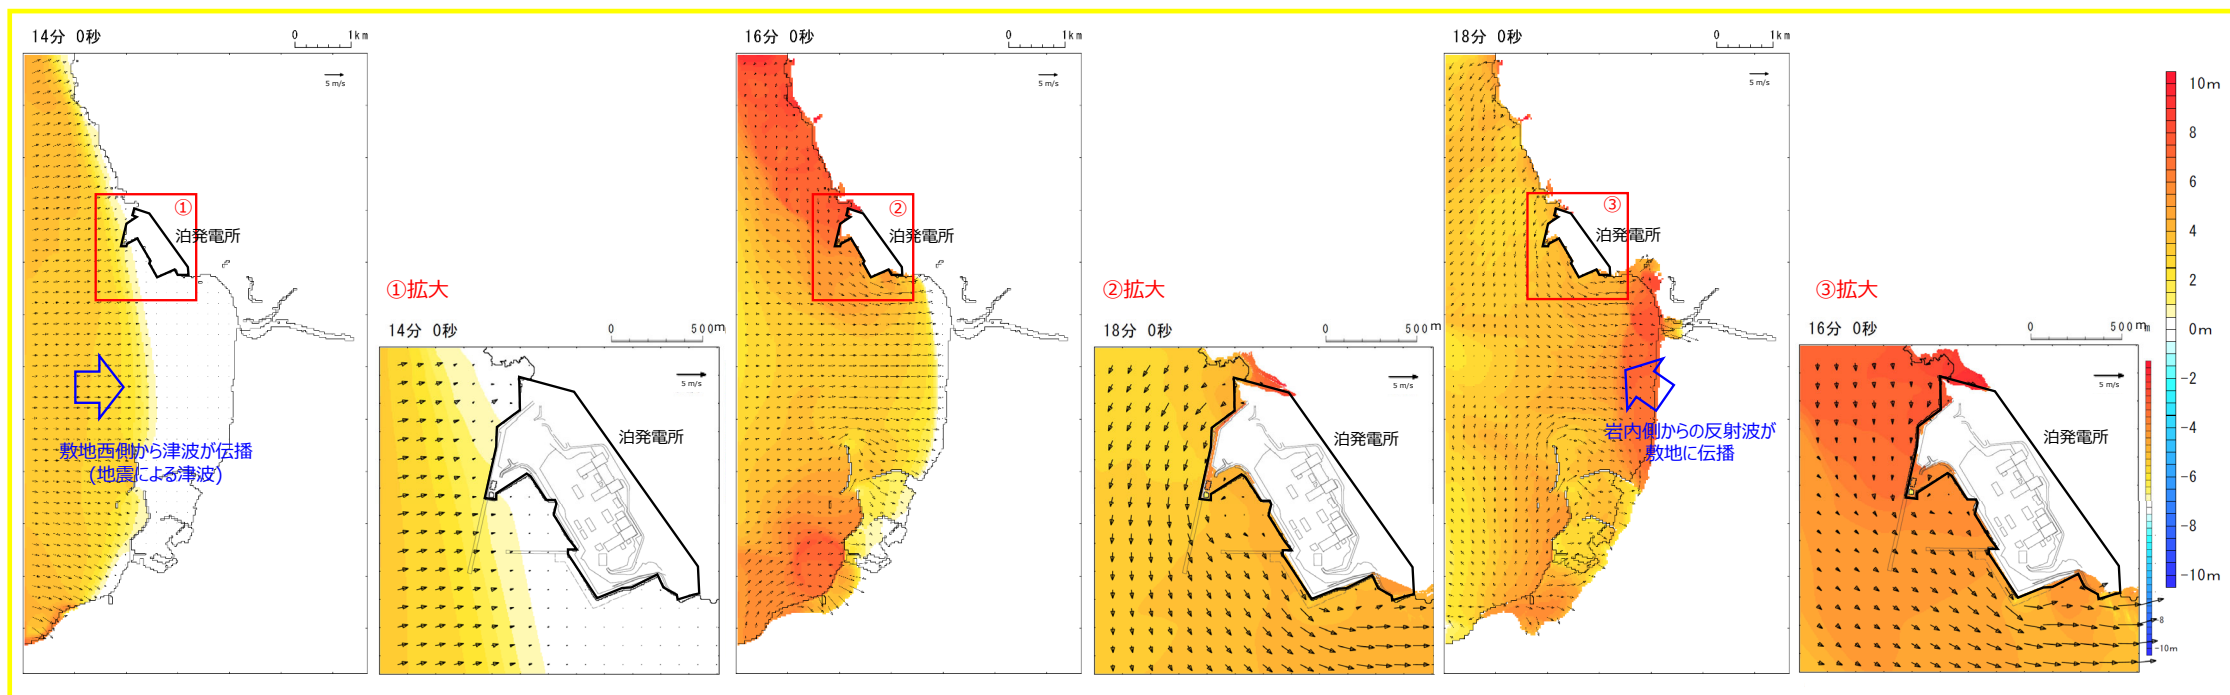 14分 0秒
0 1km
5 m/s
①
泊発電所
敷地西側から津波が伝播
(地震による津波)
①拡大
14分 0秒
0 500m
5 m/s
泊発電所
16分 0秒
0 1km
5 m/s
②
泊発電所
②拡大
18分 0秒
0 500m
5 m/s
泊発電所
18分 0秒
0 1km
5 m/s
③
泊発電所
岩内側からの反射波が
敷地に伝播
③拡大
16分 0秒
0 500m
5 m/s
泊発電所
10m
8
6
4
2
0m
-2
-4
-6
-8
-10m
-8
-10m